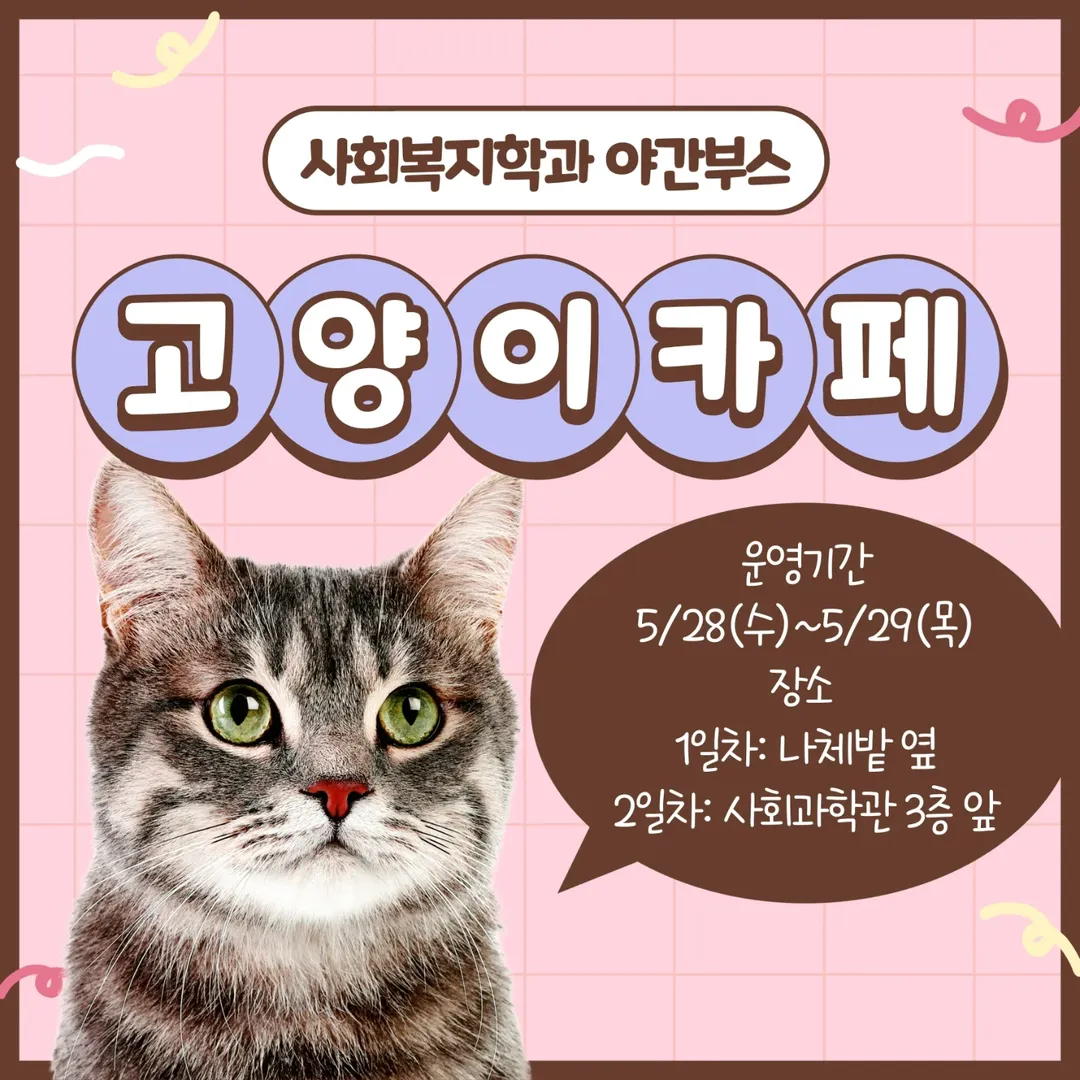 사회복지학과 야간부스
고양이카페
운영기간
5/28(수)~5/29(목)
장소
1일차: 나체밭 옆
2일차: 사회과학관 3층 앞